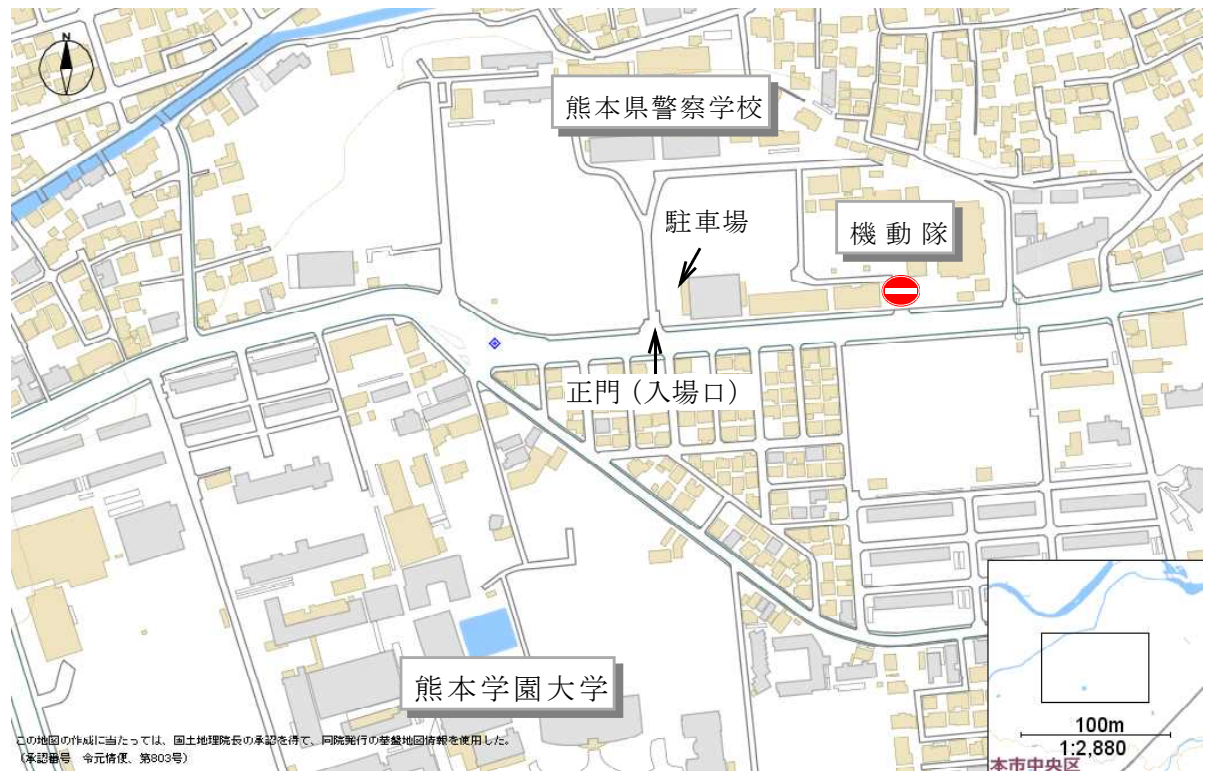 N
熊本県警察学校
駐車場
機動隊
正門（入場口）
熊本学園大学
この地図の作成に当たっては、国土地理院長の承認を得て、同院発行の基盤地図情報を使用した。
（承認番号 令元情使、第803号）
100m
1:2,880
本市中央区